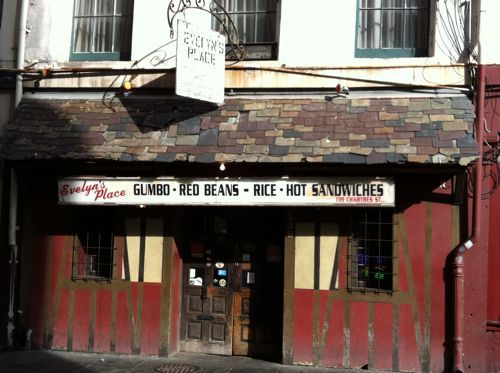 EVELYN'S
PLACE
Evelyn's Place GUMBO · RED BEANS - RICE · HOT SANDWICHES
139 CHARTRES ST.